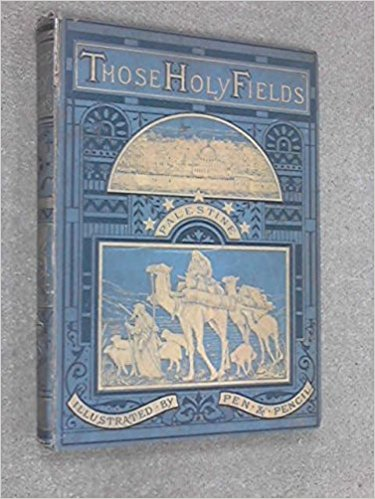 THOSE HOLY FIELDS
PALESTINE
ILLUSTRATED · BY
PEN · & · PENCIL